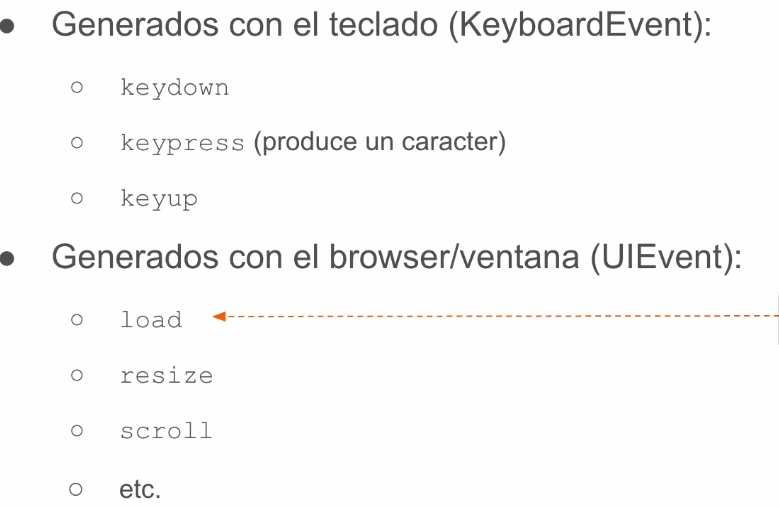 ● Generados con el teclado (KeyboardEvent):
○ keydown
○ keypress (produce un caracter)
○ keyup
● Generados con el browser/ventana (UIEvent):
○ load
○ resize
○ scroll
○ etc.